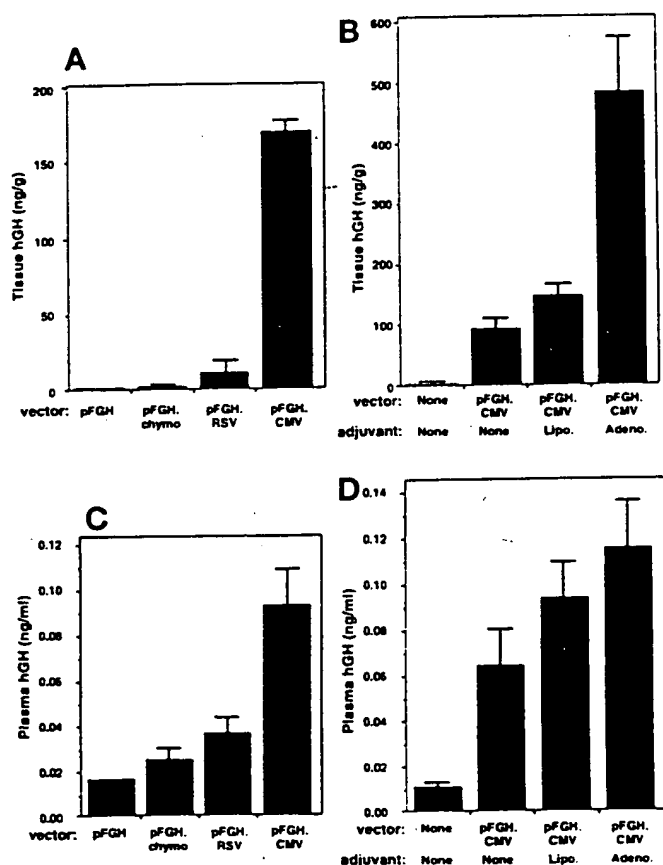 A
Tissue hGH (ng/g)
200
150
100
50
0
vector: pFGH pFGH. pFGH. pFGH.
chymo RSV CMV
B
Tissue hGH (ng/g)
600
500
400
300
200
100
0
vector: None pFGH. pFGH. pFGH.
CMV CMV CMV
adjuvant: None None Lipo. Adeno.
C
Plasma hGH (ng/ml)
0.12
0.10
0.08
0.06
0.04
0.02
0.00
vector: pFGH pFGH. pFGH. pFGH.
chymo RSV CMV
D
Plasma hGH (ng/ml)
0.14
0.12
0.10
0.08
0.06
0.04
0.02
0.00
vector: None pFGH. pFGH. pFGH.
CMV CMV CMV
adjuvant: None None Lipo. Adeno.